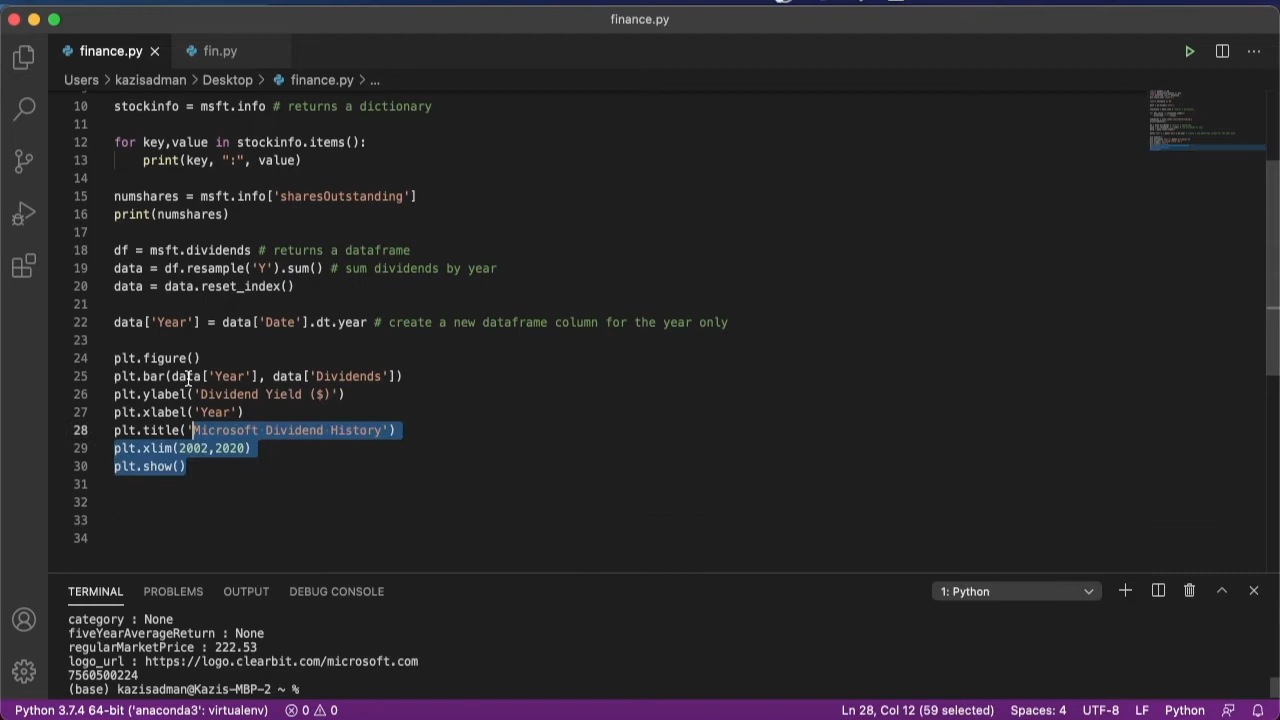 finance.py
finance.py
fin.py
Users > kazisadman > Desktop > finance.py > ...
10 stockinfo = msft.info # returns a dictionary
11
12 for key,value in stockinfo.items():
13 print(key, ":", value)
14
15 numshares = msft.info['sharesOutstanding']
16 print(numshares)
17
18 df = msft.dividends # returns a dataframe
19 data = df.resample('Y').sum() # sum dividends by year
20 data = data.reset_index()
21
22 data['Year'] = data['Date'].dt.year # create a new dataframe column for the year only
23
24 plt.figure()
25 plt.bar(data['Year'], data['Dividends'])
26 plt.ylabel('Dividend Yield ($)')
27 plt.xlabel('Year')
28 plt.title('Microsoft Dividend History')
29 plt.xlim(2002,2020)
30 plt.show()
31
32
33
34
TERMINAL PROBLEMS OUTPUT DEBUG CONSOLE 1: Python
category : None
fiveYearAverageReturn : None
regularMarketPrice : 222.53
logo_url : https://logo.clearbit.com/microsoft.com
7560500224
(base) kazisadman@Kazis-MBP-2 ~ %
Python 3.7.4 64-bit ('anaconda3': virtualenv) 0 0 Ln 28, Col 12 (59 selected) Spaces: 4 UTF-8 LF Python